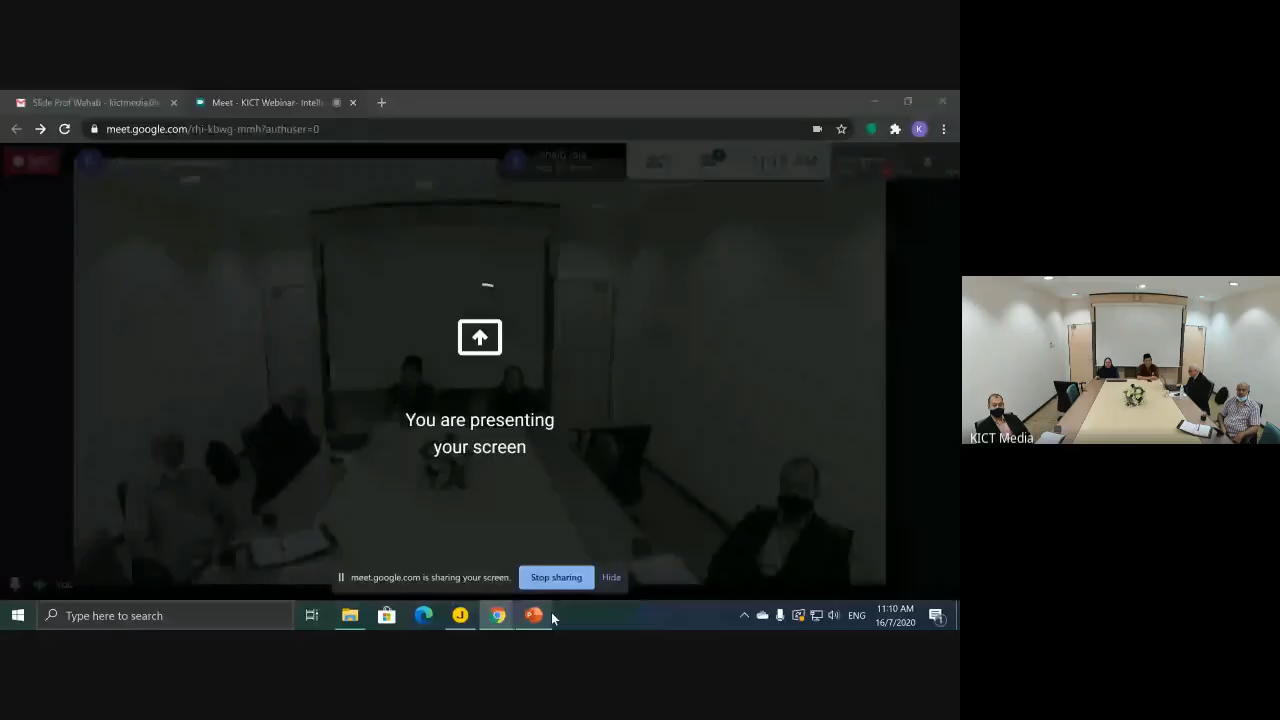 Slide Prof Wahab - kictmedia@i
Meet - KICT Webinar- Intelli
meet.google.com/rhi-kbwg-mmh?authuser=0
K
You are presenting
your screen
meet.google.com is sharing your screen.
Stop sharing
Hide
Type here to search
ENG
11:10 AM
16/7/2020
KICT Media